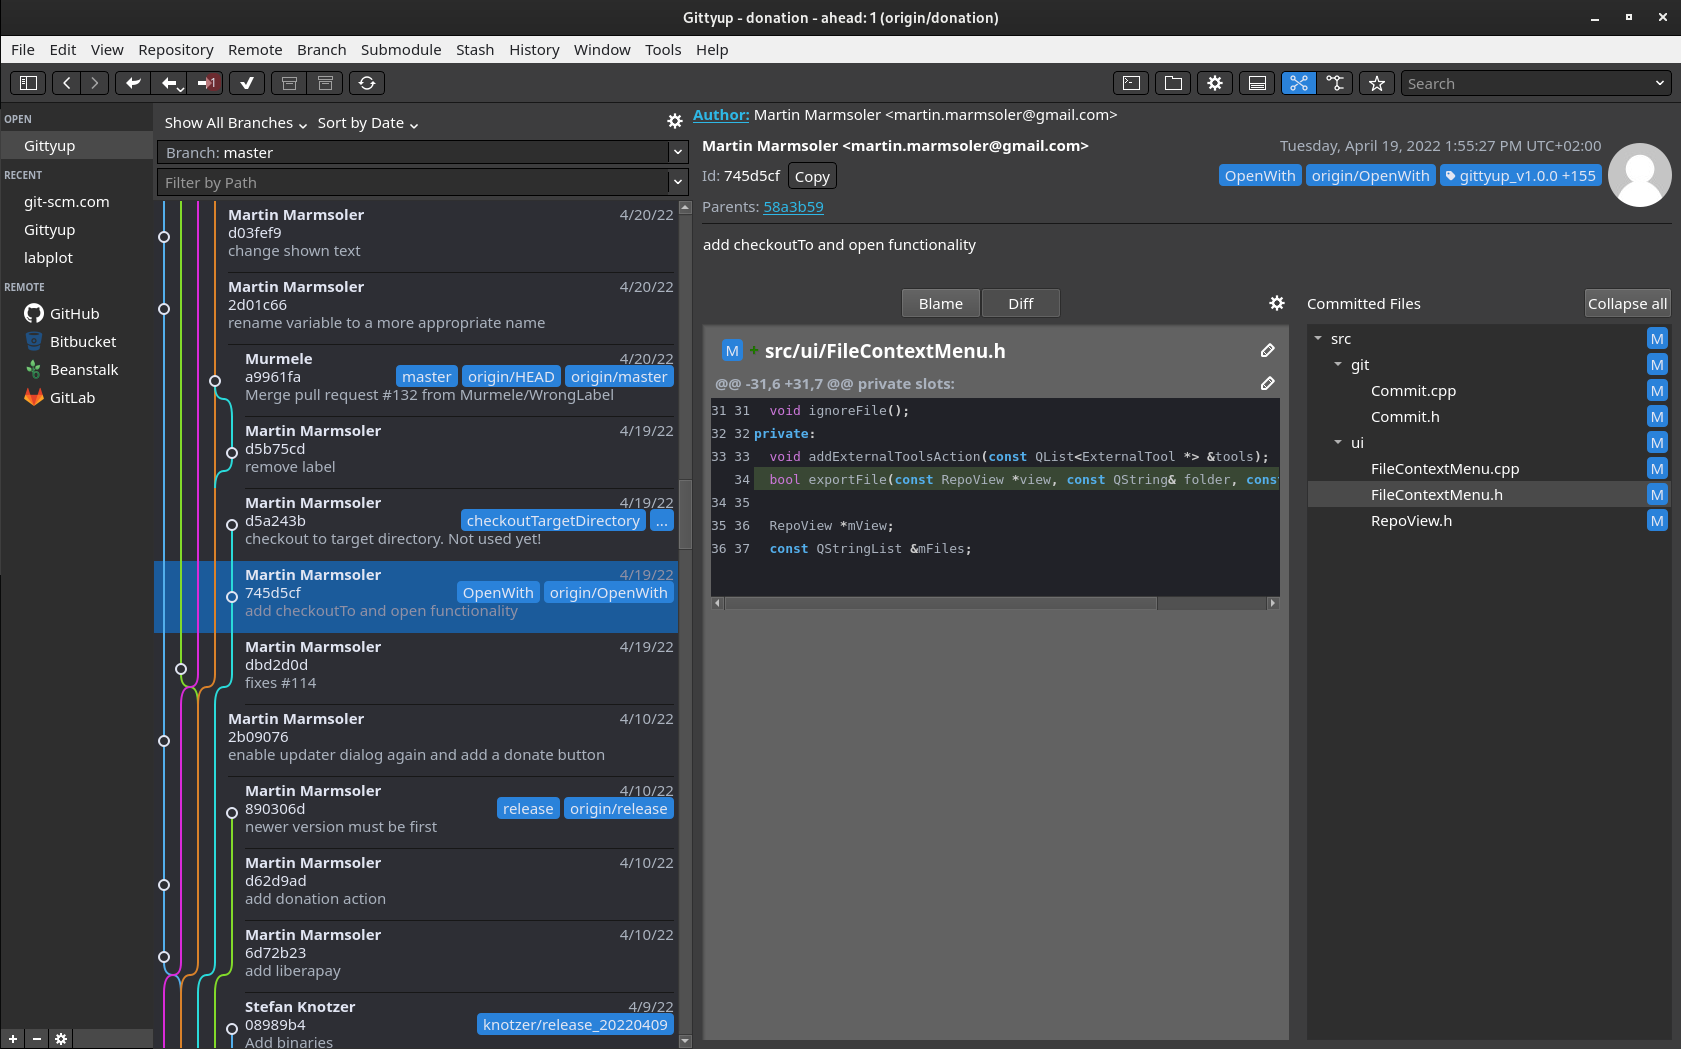 Gittyup - donation - ahead: 1 (origin/donation)
File Edit View Repository Remote Branch Submodule Stash History Window Tools Help
1
Search
OPEN
Gittyup
RECENT
git-scm.com
Gittyup
labplot
REMOTE
GitHub
Bitbucket
Beanstalk
GitLab
Show All Branches Sort by Date
Branch: master
Filter by Path
Martin Marmsoler 4/20/22
d03fef9
change shown text
Martin Marmsoler 4/20/22
2d01c66
rename variable to a more appropriate name
Murmele 4/20/22
a9961fa master origin/HEAD origin/master
Merge pull request #132 from Murmele/WrongLabel
Martin Marmsoler 4/19/22
d5b75cd
remove label
Martin Marmsoler 4/19/22
d5a243b checkoutTargetDirectory ...
checkout to target directory. Not used yet!
Martin Marmsoler 4/19/22
745d5cf OpenWith origin/OpenWith
add checkoutTo and open functionality
Martin Marmsoler 4/19/22
dbd2d0d
fixes #114
Martin Marmsoler 4/10/22
2b09076
enable updater dialog again and add a donate button
Martin Marmsoler 4/10/22
890306d release origin/release
newer version must be first
Martin Marmsoler 4/10/22
d62d9ad
add donation action
Martin Marmsoler 4/10/22
6d72b23
add liberapay
Stefan Knotzer 4/9/22
08989b4 knotzer/release_20220409
Add binaries
Author: Martin Marmsoler <martin.marmsoler@gmail.com>
Martin Marmsoler <martin.marmsoler@gmail.com> Tuesday, April 19, 2022 1:55:27 PM UTC+02:00
Id: 745d5cf Copy OpenWith origin/OpenWith gittyup_v1.0.0 +155
Parents: 58a3b59
add checkoutTo and open functionality
Blame Diff
M + src/ui/FileContextMenu.h
@@ -31,6 +31,7 @@ private slots:
31 31 void ignoreFile();
32 32 private:
33 33 void addExternalToolsAction(const QList<ExternalTool *> &tools);
34 bool exportFile(const RepoView *view, const QString& folder, cons
34 35
35 36 RepoView *mView;
36 37 const QStringList &mFiles;
Committed Files Collapse all
src M
git M
Commit.cpp M
Commit.h M
ui M
FileContextMenu.cpp M
FileContextMenu.h M
RepoView.h M